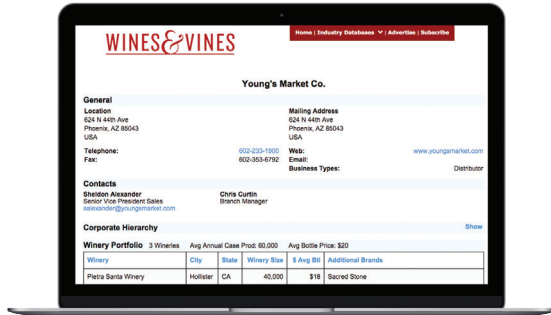 WINES&VINES
Home | Industry Databases | Advertise | Subscribe
Young's Market Co.
General
Location
624 N 44th Ave
Phoenix, AZ 85043
USA
Mailing Address
624 N 44th Ave
Phoenix, AZ 85043
USA
Telephone: 602-233-1900
Fax: 602-353-6792
Web: www.youngsmarket.com
Email:
Business Types: Distributor
Contacts
Sheldon Alexander
Senior Vice President Sales
salexander@youngsmarket.com
Chris Curtin
Branch Manager
Corporate Hierarchy Show
Winery Portfolio 3 Wineries Avg Annual Case Prod: 60,000 Avg Bottle Price: $20
Winery City State Winery Size $ Avg Btl Additional Brands
Pietra Santa Winery Hollister CA 40,000 $18 Sacred Stone